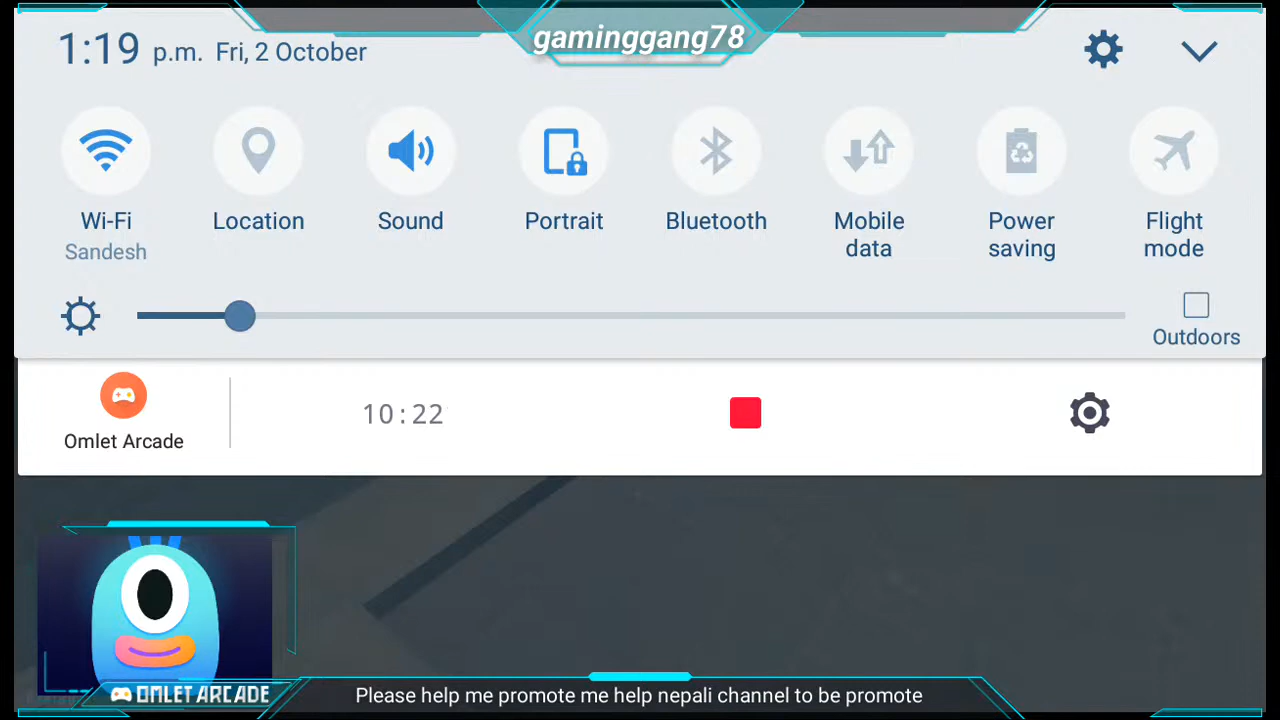 gaminggang78
1:19 p.m. Fri, 2 October
Wi-Fi
Sandesh
Location
Sound
Portrait
Bluetooth
Mobile
data
Power
saving
Flight
mode
Outdoors
Omlet Arcade
10:22
OMLET ARCADE
Please help me promote me help nepali channel to be promote